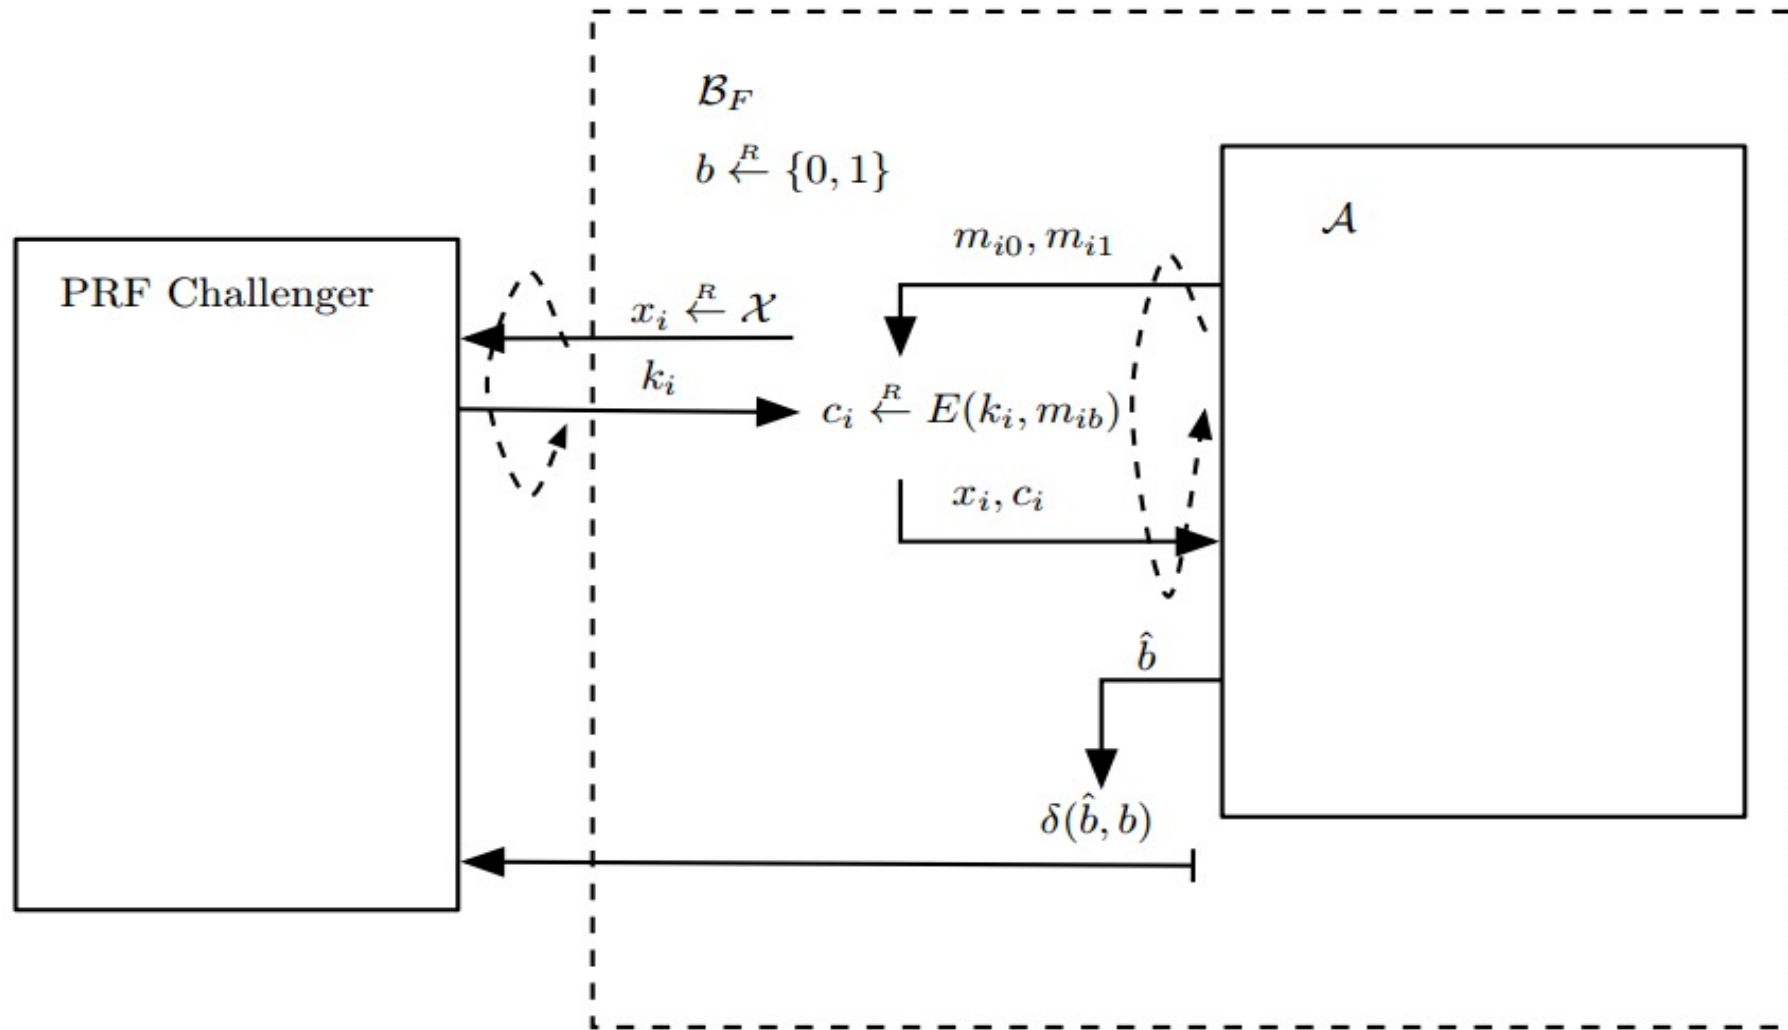 𝓑_F
b ←ᴿ {0, 1}
𝒜
m_{i0}, m_{i1}
PRF Challenger
x_i ←ᴿ 𝒳
k_i
c_i ←ᴿ E(k_i, m_{ib})
x_i, c_i
b̂
δ(b̂, b)